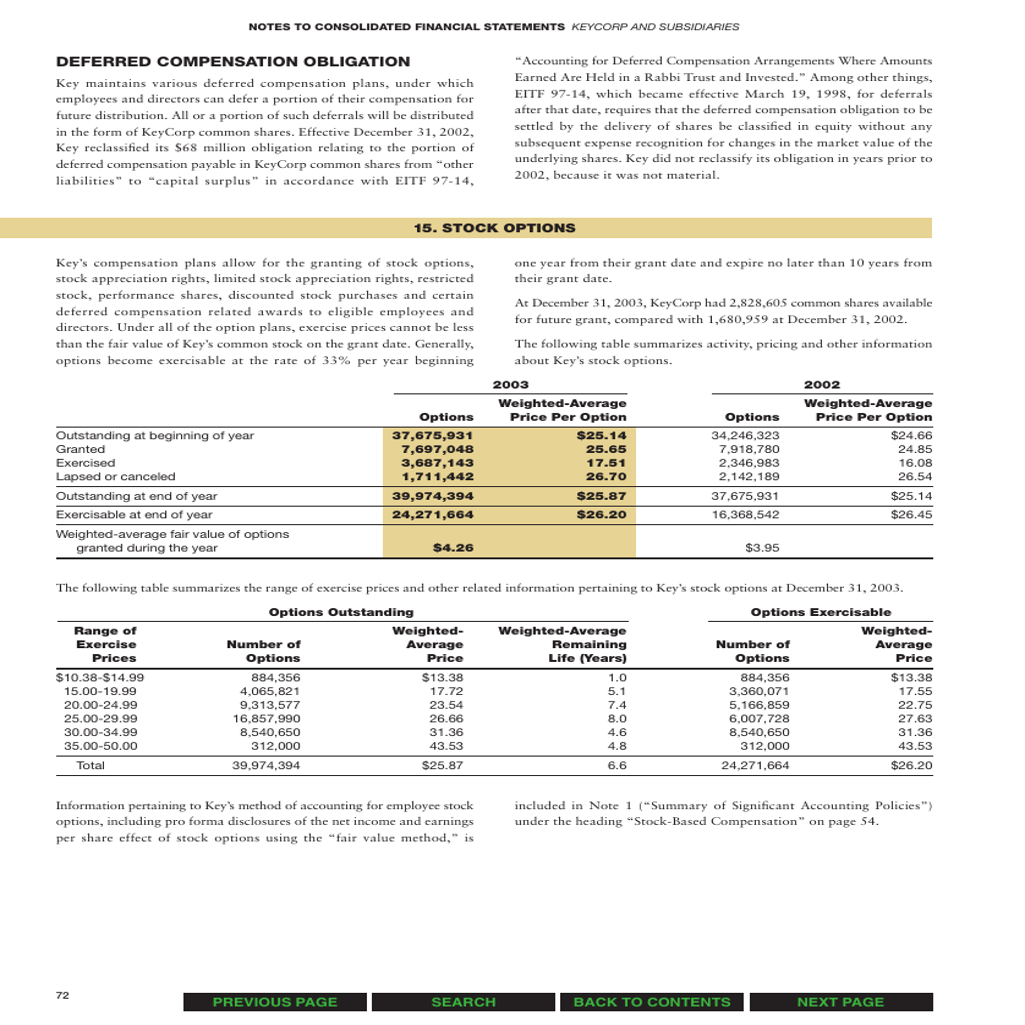 NOTES TO CONSOLIDATED FINANCIAL STATEMENTS KEYCORP AND SUBSIDIARIES
DEFERRED COMPENSATION OBLIGATION
Key maintains various deferred compensation plans, under which
employees and directors can defer a portion of their compensation for
future distribution. All or a portion of such deferrals will be distributed
in the form of KeyCorp common shares. Effective December 31, 2002,
Key reclassified its $68 million obligation relating to the portion of
deferred compensation payable in KeyCorp common shares from “other
liabilities” to “capital surplus” in accordance with EITF 97-14,
“Accounting for Deferred Compensation Arrangements Where Amounts
Earned Are Held in a Rabbi Trust and Invested.” Among other things,
EITF 97-14, which became effective March 19, 1998, for deferrals
after that date, requires that the deferred compensation obligation to be
settled by the delivery of shares be classified in equity without any
subsequent expense recognition for changes in the market value of the
underlying shares. Key did not reclassify its obligation in years prior to
2002, because it was not material.
15. STOCK OPTIONS
Key’s compensation plans allow for the granting of stock options,
stock appreciation rights, limited stock appreciation rights, restricted
stock, performance shares, discounted stock purchases and certain
deferred compensation related awards to eligible employees and
directors. Under all of the option plans, exercise prices cannot be less
than the fair value of Key’s common stock on the grant date. Generally,
options become exercisable at the rate of 33% per year beginning
one year from their grant date and expire no later than 10 years from
their grant date.
At December 31, 2003, KeyCorp had 2,828,605 common shares available
for future grant, compared with 1,680,959 at December 31, 2002.
The following table summarizes activity, pricing and other information
about Key’s stock options.
2003 2002
Weighted-Average Weighted-Average
Options Price Per Option Options Price Per Option
Outstanding at beginning of year 37,675,931 $25.14 34,246,323 $24.66
Granted 7,697,048 25.65 7,918,780 24.85
Exercised 3,687,143 17.51 2,346,983 16.08
Lapsed or canceled 1,711,442 26.70 2,142,189 26.54
Outstanding at end of year 39,974,394 $25.87 37,675,931 $25.14
Exercisable at end of year 24,271,664 $26.20 16,368,542 $26.45
Weighted-average fair value of options
granted during the year $4.26 $3.95
The following table summarizes the range of exercise prices and other related information pertaining to Key’s stock options at December 31, 2003.
Options Outstanding Options Exercisable
Range of Weighted- Weighted-Average Weighted-
Exercise Number of Average Remaining Number of Average
Prices Options Price Life (Years) Options Price
$10.38-$14.99 884,356 $13.38 1.0 884,356 $13.38
15.00-19.99 4,065,821 17.72 5.1 3,360,071 17.55
20.00-24.99 9,313,577 23.54 7.4 5,166,859 22.75
25.00-29.99 16,857,990 26.66 8.0 6,007,728 27.63
30.00-34.99 8,540,650 31.36 4.6 8,540,650 31.36
35.00-50.00 312,000 43.53 4.8 312,000 43.53
Total 39,974,394 $25.87 6.6 24,271,664 $26.20
Information pertaining to Key’s method of accounting for employee stock
options, including pro forma disclosures of the net income and earnings
per share effect of stock options using the “fair value method,” is
included in Note 1 (“Summary of Significant Accounting Policies”)
under the heading “Stock-Based Compensation” on page 54.
72
PREVIOUS PAGE SEARCH BACK TO CONTENTS NEXT PAGE